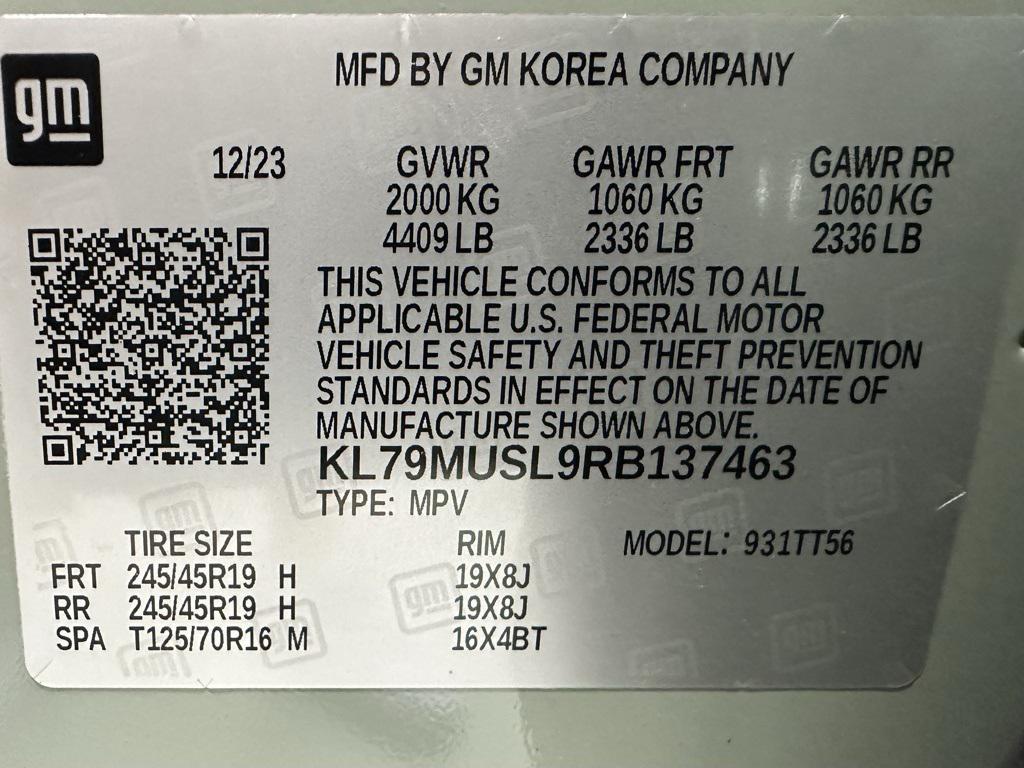 gm
MFD BY GM KOREA COMPANY
12/23 GVWR GAWR FRT GAWR RR
2000 KG 1060 KG 1060 KG
4409 LB 2336 LB 2336 LB
THIS VEHICLE CONFORMS TO ALL
APPLICABLE U.S. FEDERAL MOTOR
VEHICLE SAFETY AND THEFT PREVENTION
STANDARDS IN EFFECT ON THE DATE OF
MANUFACTURE SHOWN ABOVE.
KL79MUSL9RB137463
TYPE: MPV
TIRE SIZE RIM MODEL: 931TT56
FRT 245/45R19 H 19X8J
RR 245/45R19 H 19X8J
SPA T125/70R16 M 16X4BT